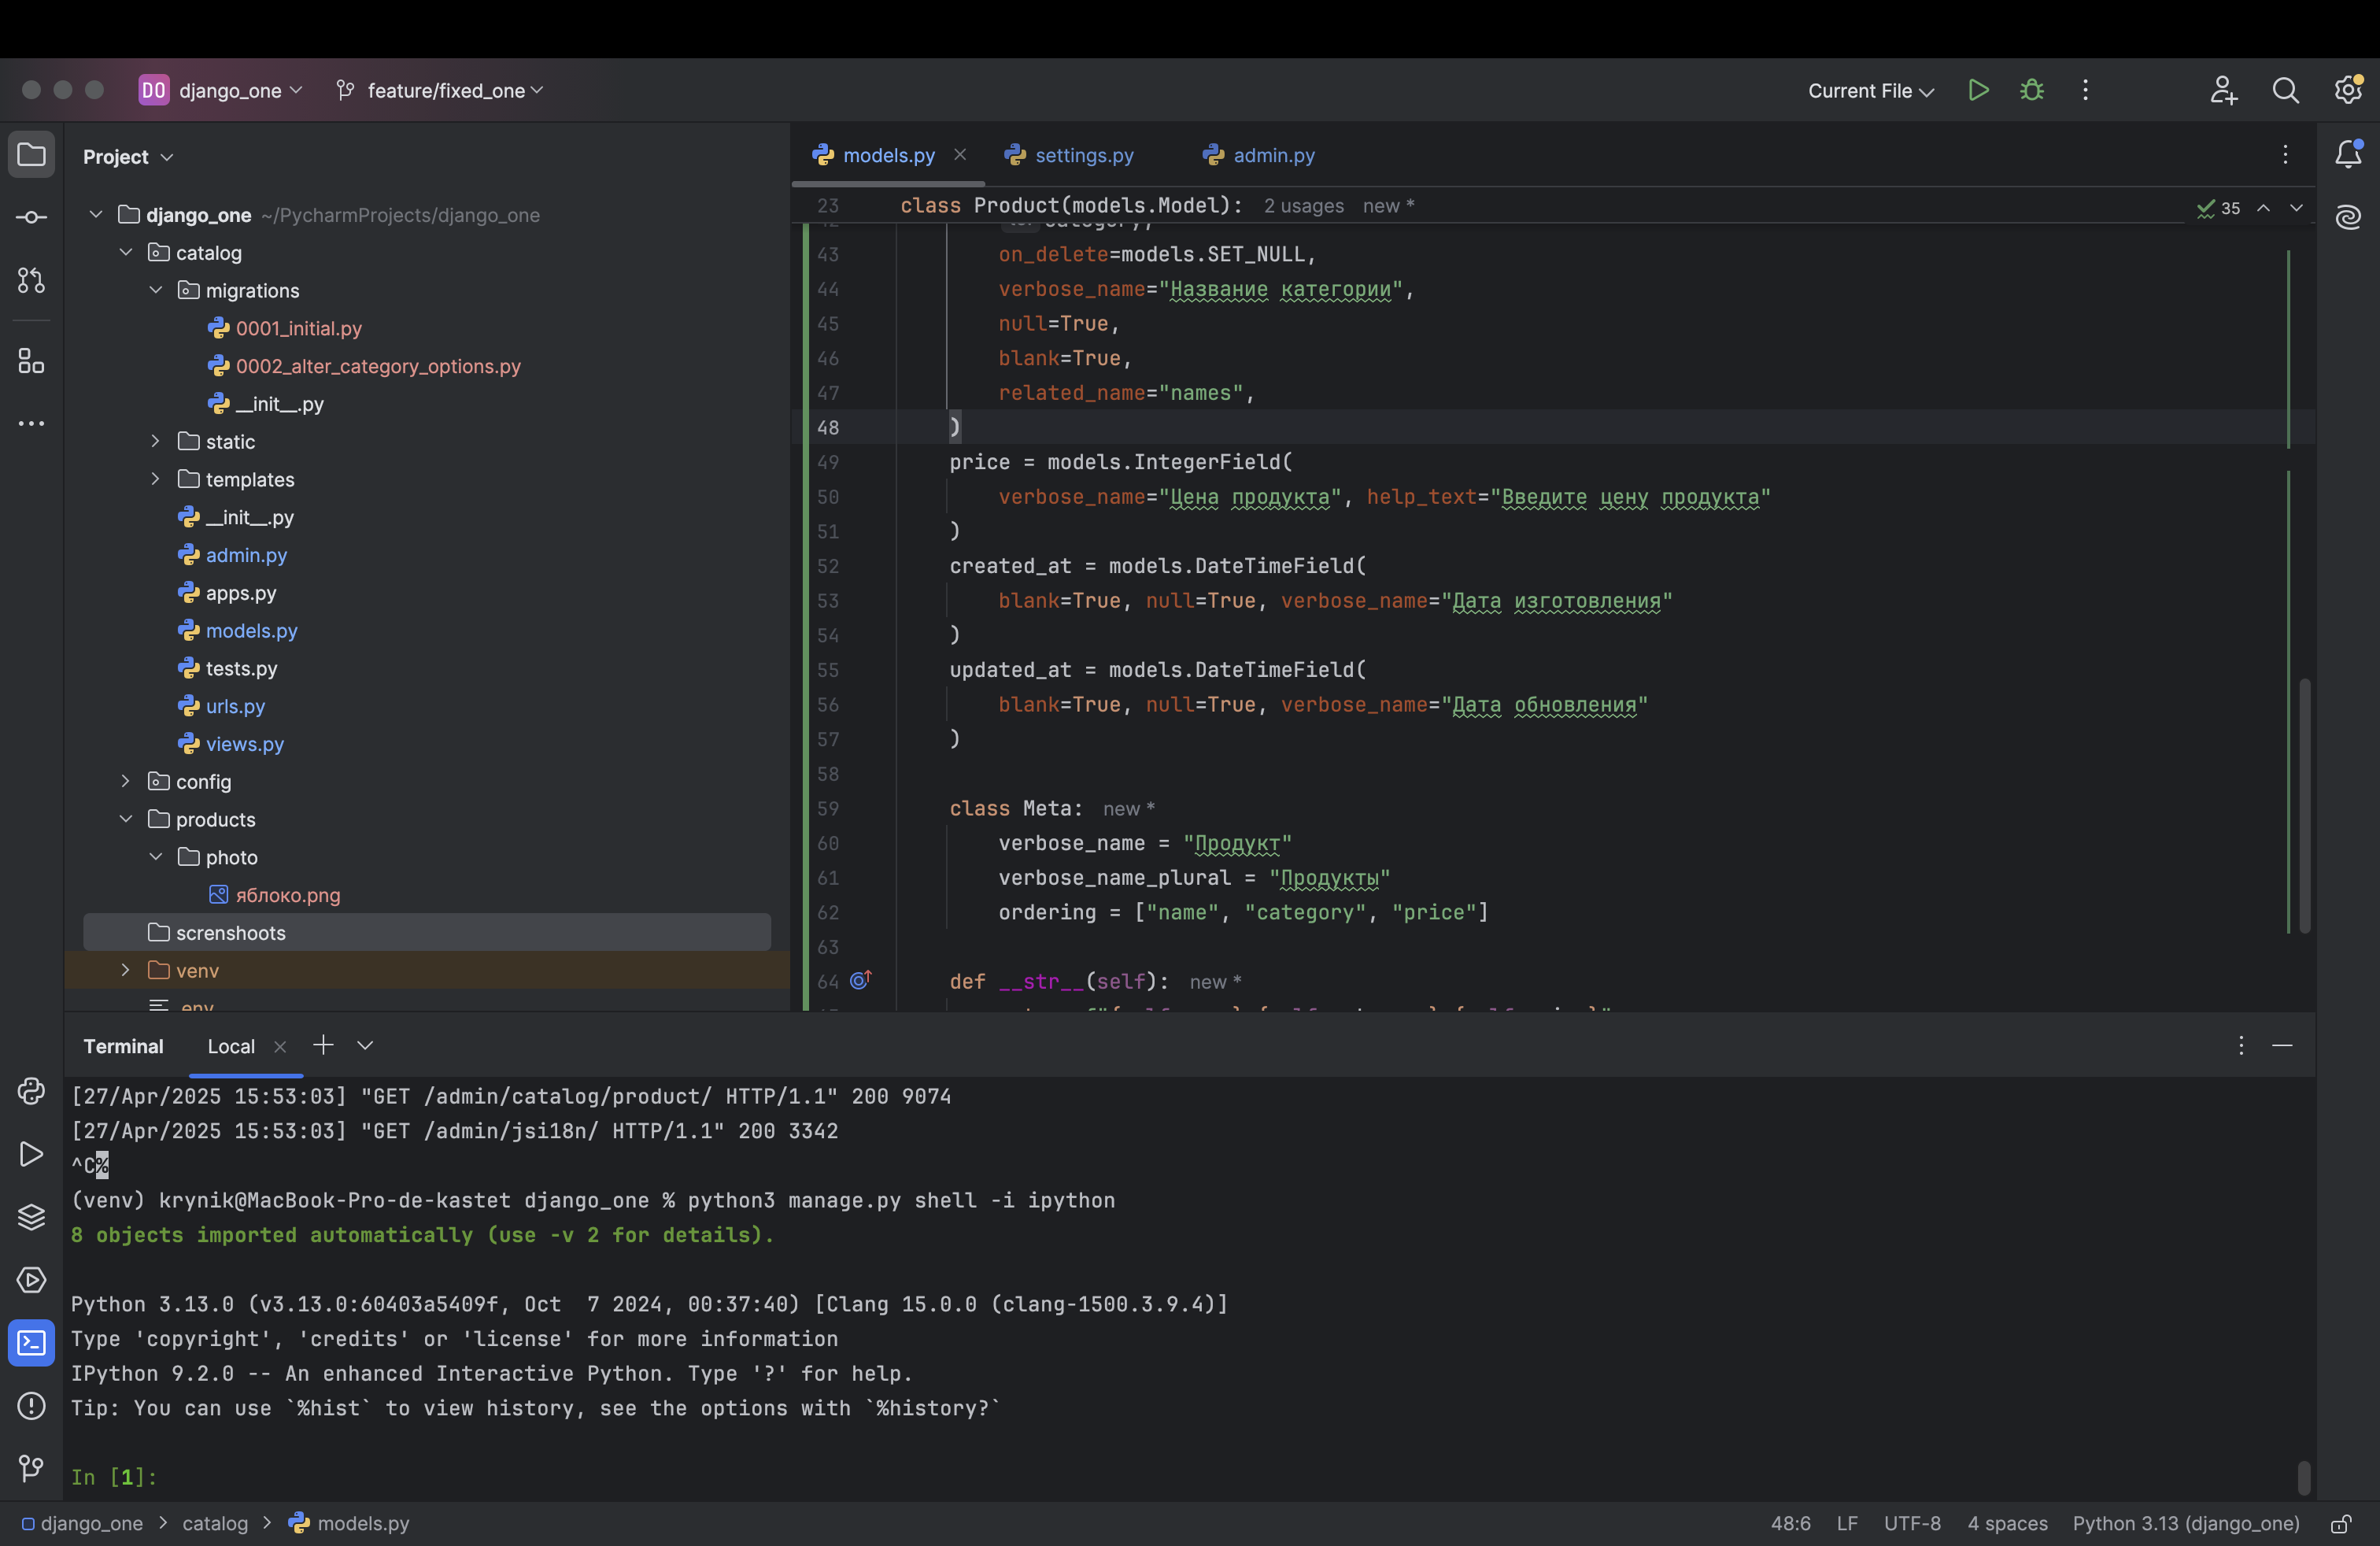 DO django_one feature/fixed_one Current File
Project
django_one ~/PycharmProjects/django_one
catalog
migrations
0001_initial.py
0002_alter_category_options.py
__init__.py
static
templates
__init__.py
admin.py
apps.py
models.py
tests.py
urls.py
views.py
config
products
photo
яблоко.png
screnshoots
venv
.env
models.py settings.py admin.py
23 class Product(models.Model): 2 usages new *
35
43 on_delete=models.SET_NULL,
44 verbose_name="Название категории",
45 null=True,
46 blank=True,
47 related_name="names",
48 )
49 price = models.IntegerField(
50 verbose_name="Цена продукта", help_text="Введите цену продукта"
51 )
52 created_at = models.DateTimeField(
53 blank=True, null=True, verbose_name="Дата изготовления"
54 )
55 updated_at = models.DateTimeField(
56 blank=True, null=True, verbose_name="Дата обновления"
57 )
58
59 class Meta: new *
60 verbose_name = "Продукт"
61 verbose_name_plural = "Продукты"
62 ordering = ["name", "category", "price"]
63
64 def __str__(self): new *
Terminal Local
[27/Apr/2025 15:53:03] "GET /admin/catalog/product/ HTTP/1.1" 200 9074
[27/Apr/2025 15:53:03] "GET /admin/jsi18n/ HTTP/1.1" 200 3342
^C%
(venv) krynik@MacBook-Pro-de-kastet django_one % python3 manage.py shell -i ipython
8 objects imported automatically (use -v 2 for details).
Python 3.13.0 (v3.13.0:60403a5409f, Oct  7 2024, 00:37:40) [Clang 15.0.0 (clang-1500.3.9.4)]
Type 'copyright', 'credits' or 'license' for more information
IPython 9.2.0 -- An enhanced Interactive Python. Type '?' for help.
Tip: You can use `%hist` to view history, see the options with `%history?`
In [1]:
django_one > catalog > models.py 48:6 LF UTF-8 4 spaces Python 3.13 (django_one)